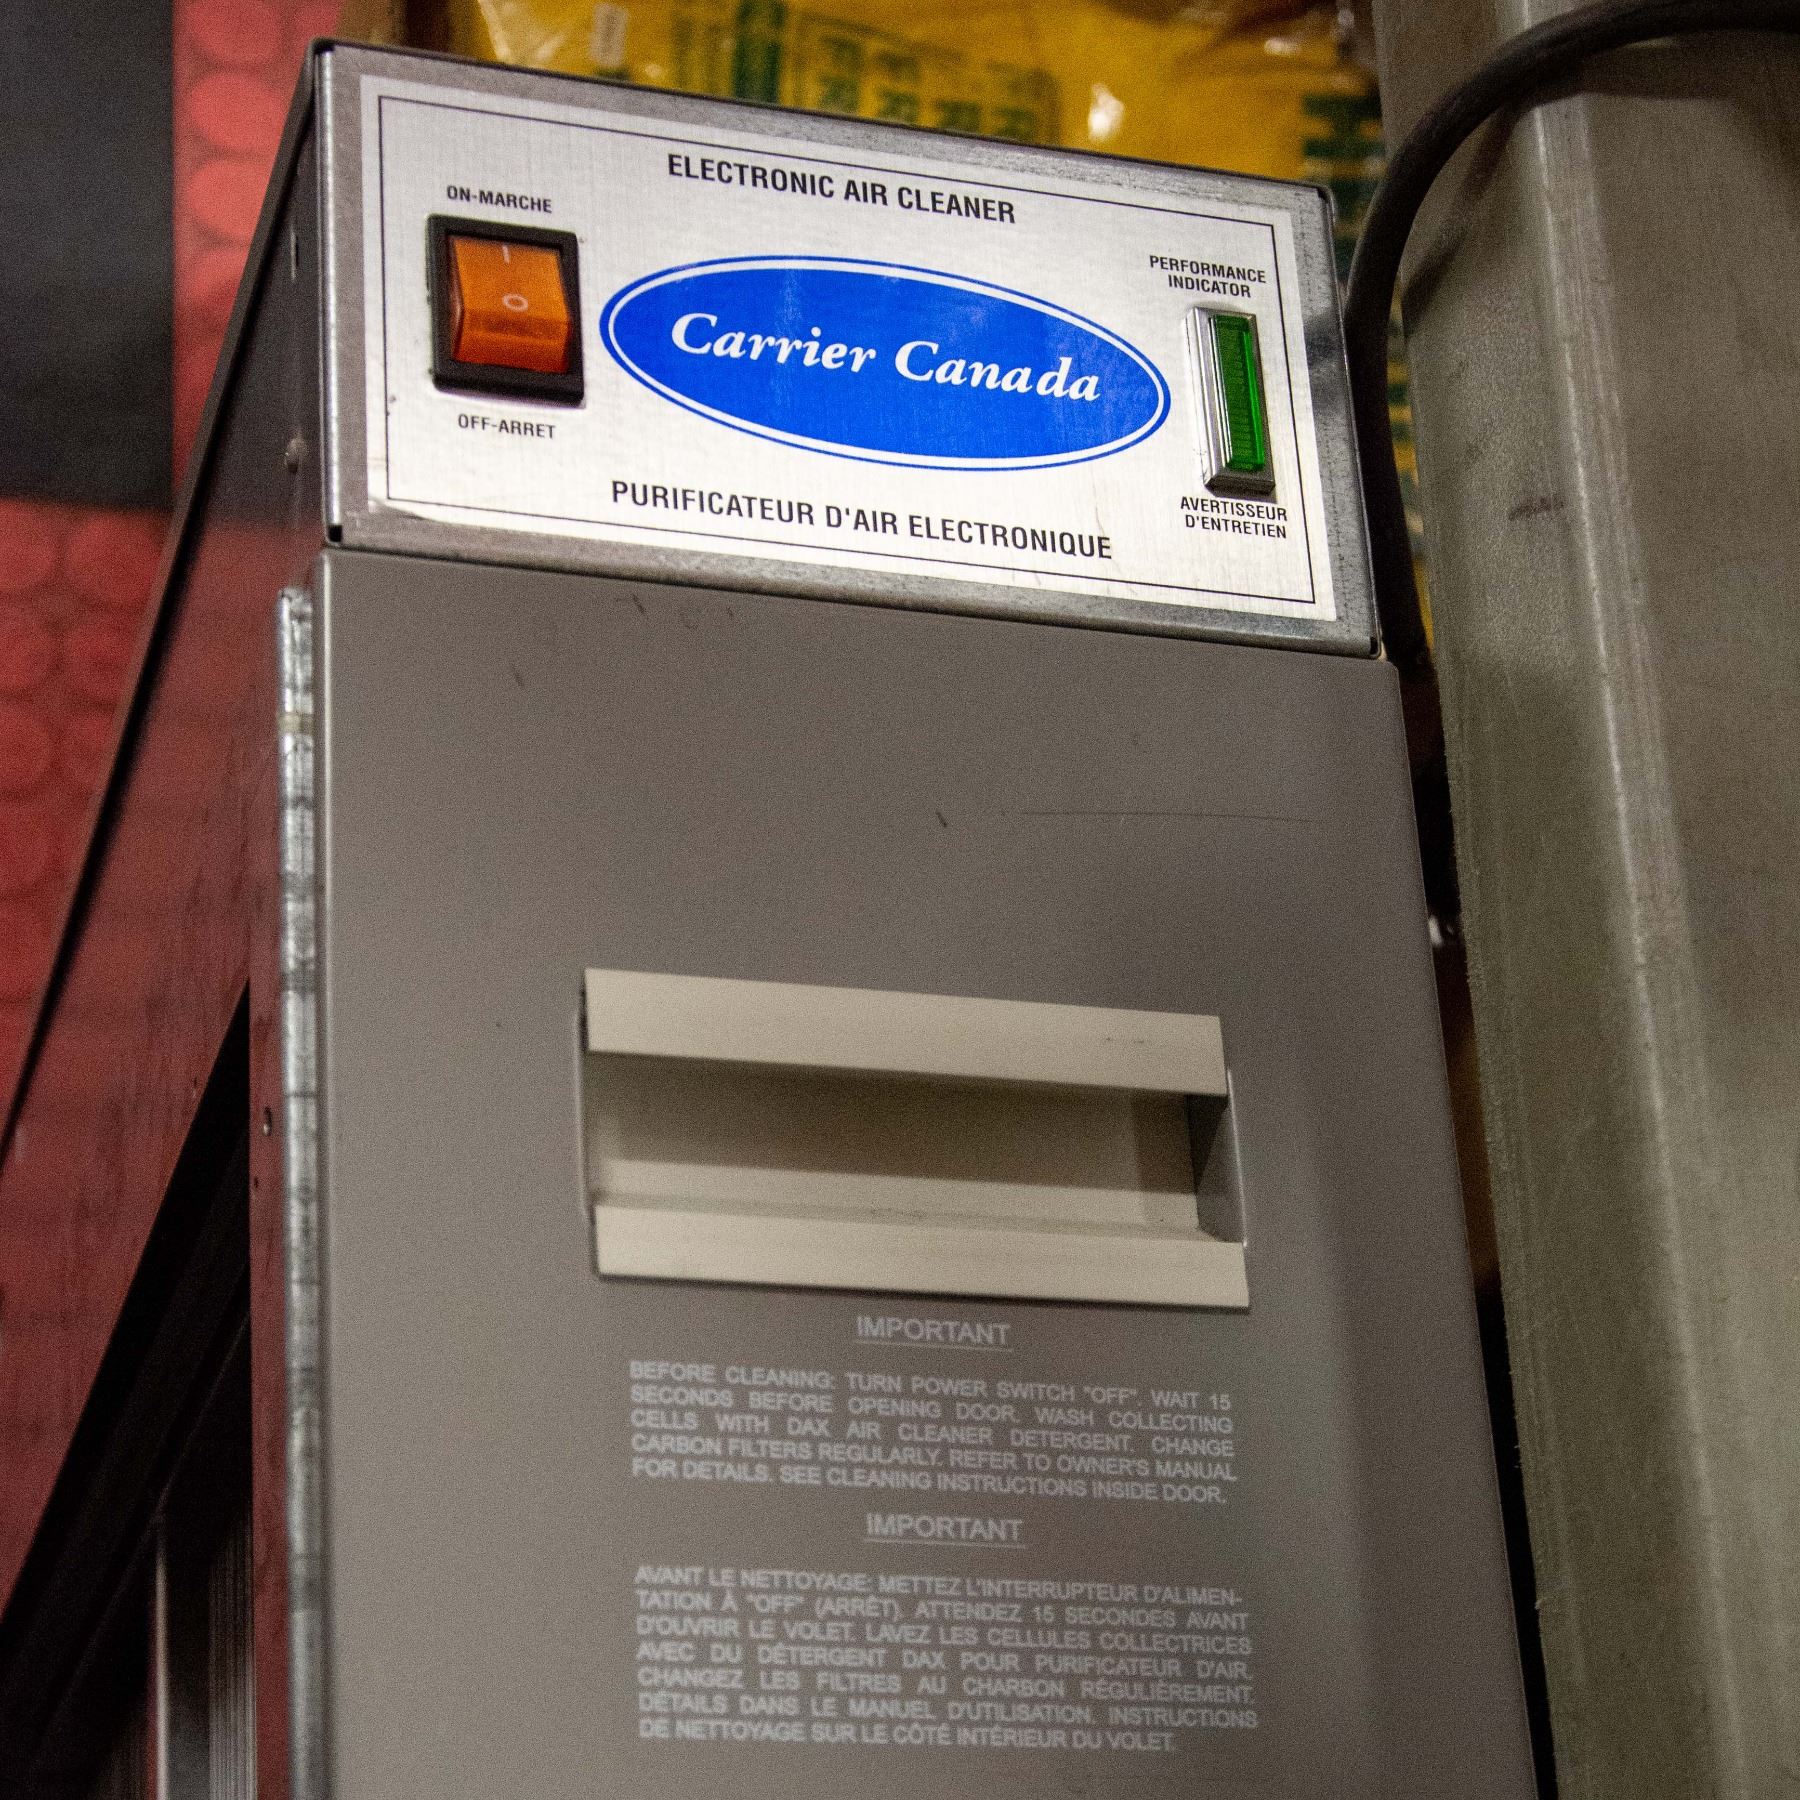 ELECTRONIC AIR CLEANER
ON-MARCHE
I
O
OFF-ARRET
Carrier Canada
PERFORMANCE
INDICATOR
AVERTISSEUR
D'ENTRETIEN
PURIFICATEUR D'AIR ELECTRONIQUE
IMPORTANT
BEFORE CLEANING: TURN POWER SWITCH "OFF". WAIT 15
SECONDS BEFORE OPENING DOOR. WASH COLLECTING
CELLS WITH DAX AIR CLEANER DETERGENT. CHANGE
CARBON FILTERS REGULARLY. REFER TO OWNER'S MANUAL
FOR DETAILS. SEE CLEANING INSTRUCTIONS INSIDE DOOR.
IMPORTANT
AVANT LE NETTOYAGE: METTEZ L'INTERRUPTEUR D'ALIMEN-
TATION À "OFF" (ARRÊT). ATTENDEZ 15 SECONDES AVANT
D'OUVRIR LE VOLET. LAVEZ LES CELLULES COLLECTRICES
AVEC DU DÉTERGENT DAX POUR PURIFICATEUR D'AIR.
CHANGEZ LES FILTRES AU CHARBON RÉGULIÈREMENT.
DÉTAILS DANS LE MANUEL D'UTILISATION. INSTRUCTIONS
DE NETTOYAGE SUR LE CÔTÉ INTÉRIEUR DU VOLET.